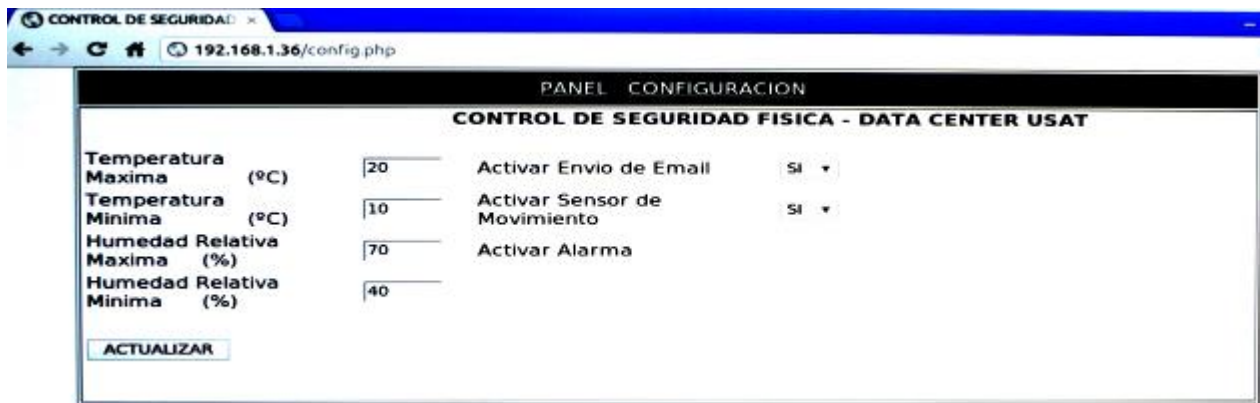 CONTROL DE SEGURIDAD
192.168.1.36/config.php
PANEL CONFIGURACION
CONTROL DE SEGURIDAD FISICA - DATA CENTER USAT
Temperatura
Maxima (ºC)
20
Activar Envio de Email
SI
Temperatura
Minima (ºC)
10
Activar Sensor de
Movimiento
SI
Humedad Relativa
Maxima (%)
70
Activar Alarma
Humedad Relativa
Minima (%)
40
ACTUALIZAR